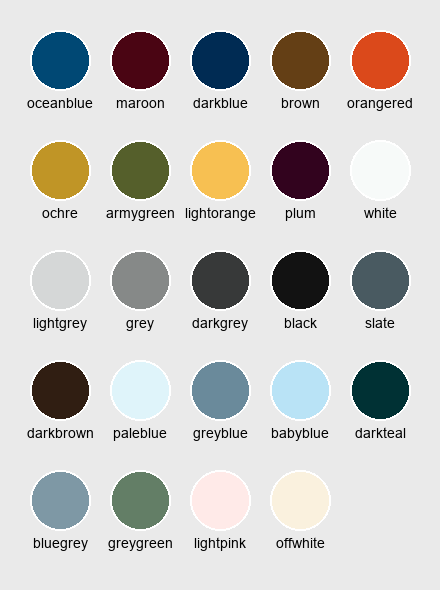 oceanblue maroon darkblue brown orangered
ochre armygreen lightorange plum white
lightgrey grey darkgrey black slate
darkbrown paleblue greyblue babyblue darkteal
bluegrey greygreen lightpink offwhite